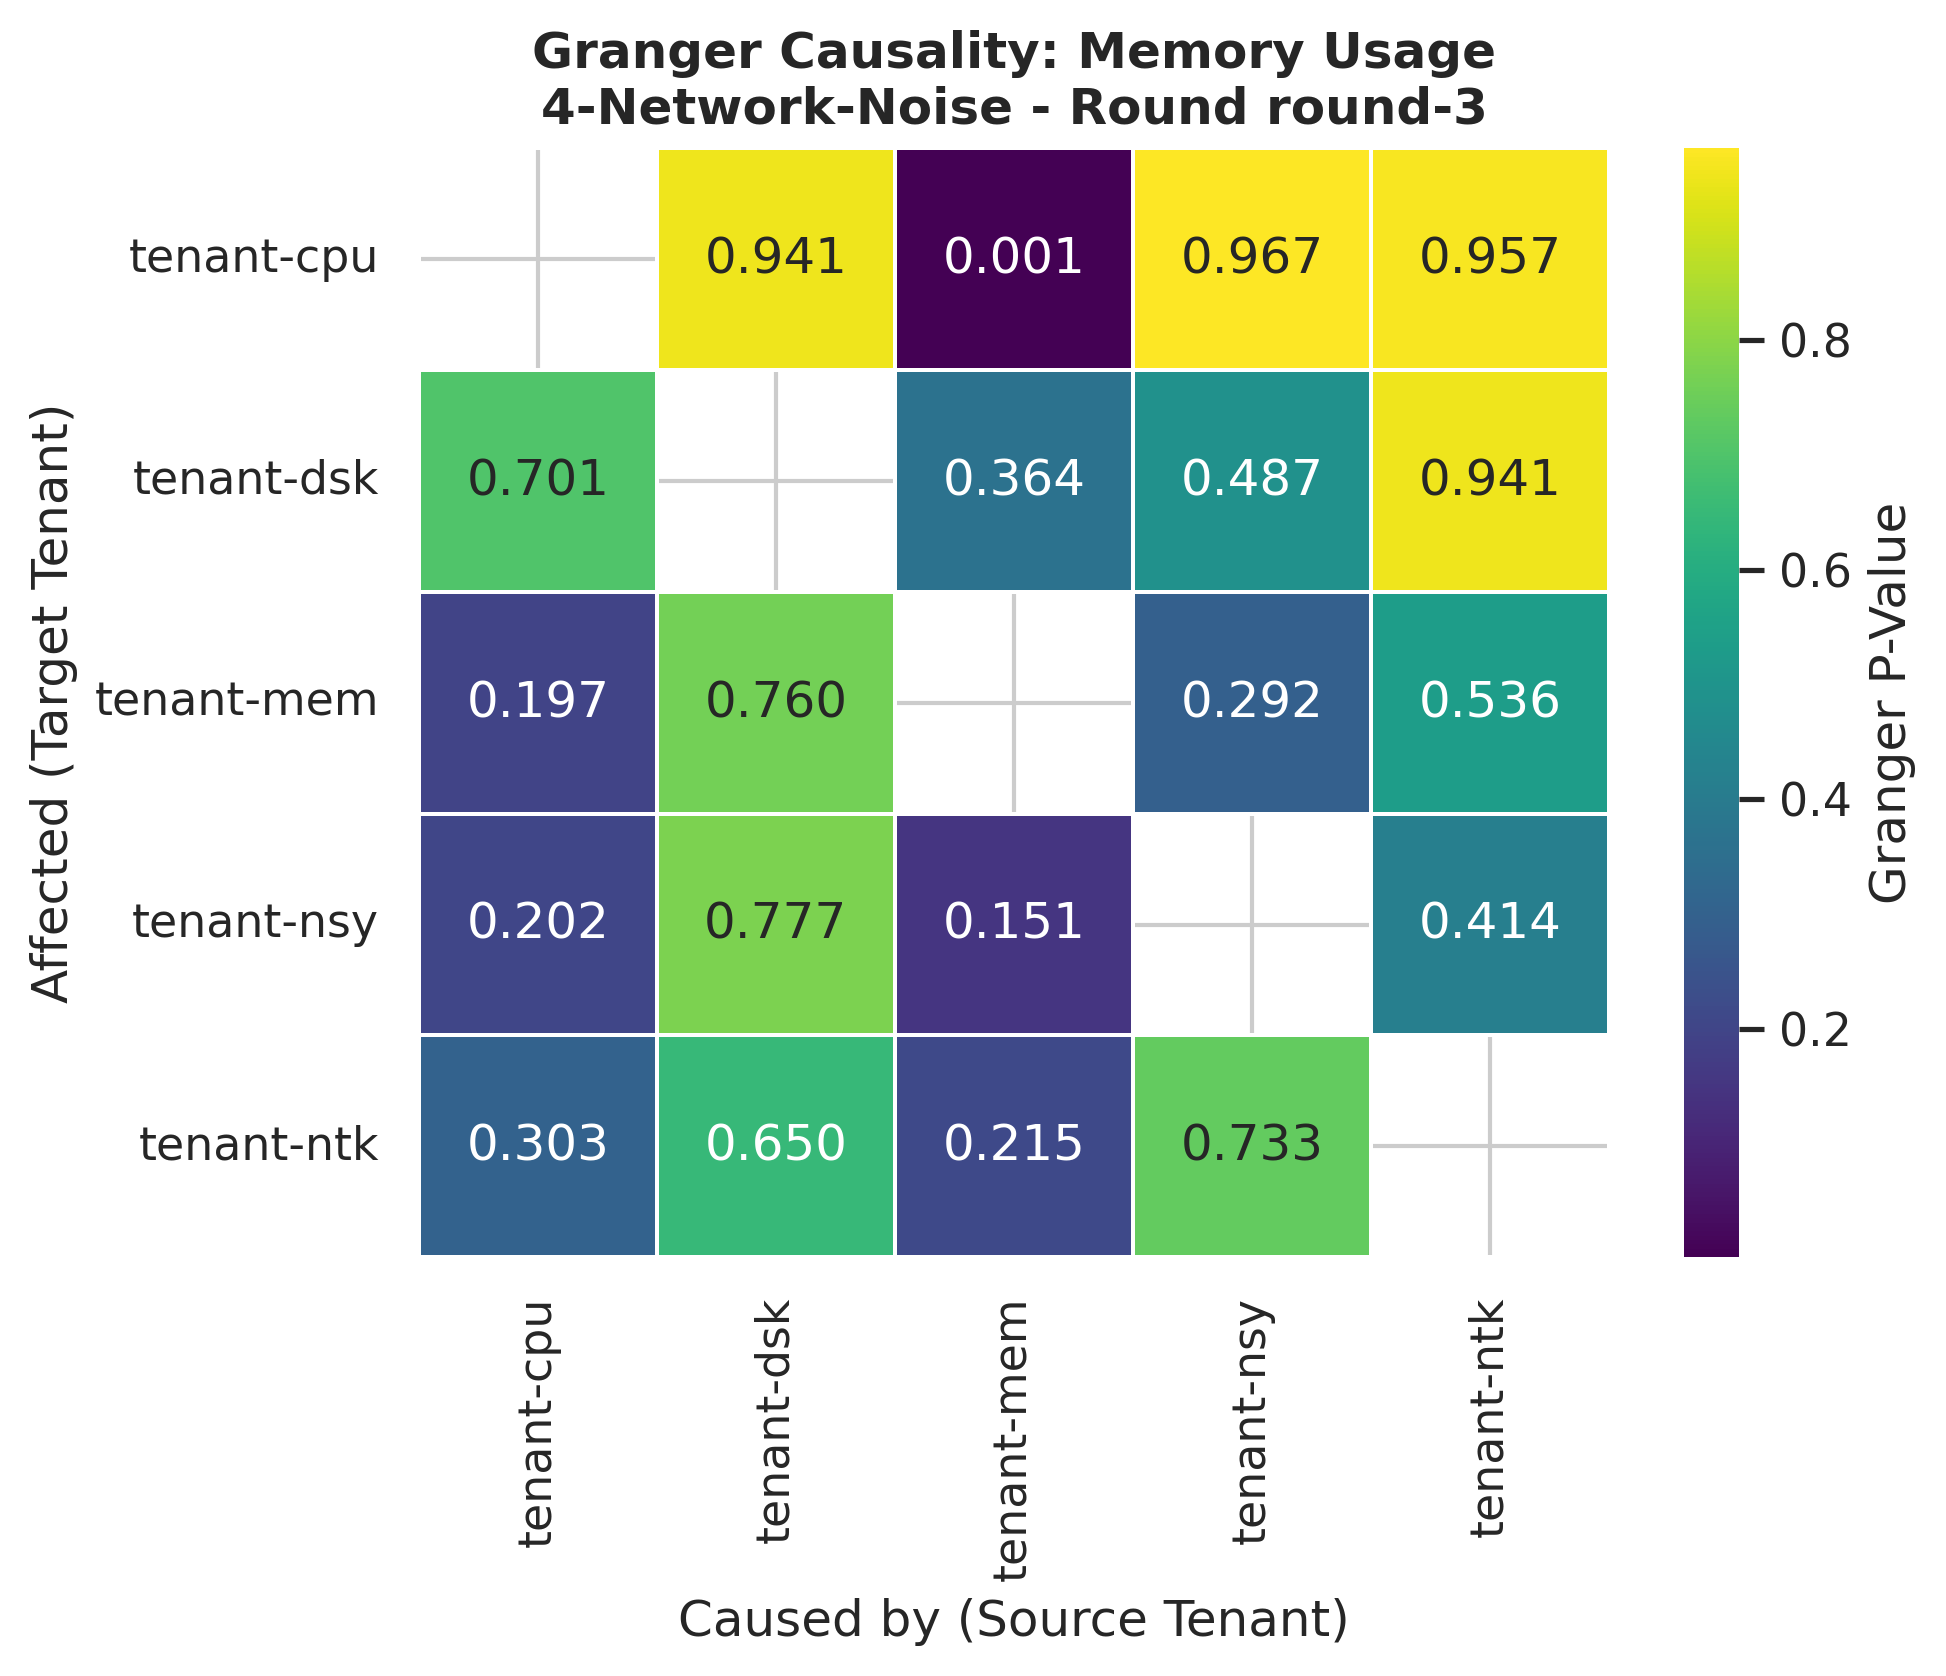 Granger Causality: Memory Usage
4-Network-Noise - Round round-3
Affected (Target Tenant)
tenant-cpu 0.941 0.001 0.967 0.957
tenant-dsk 0.701 0.364 0.487 0.941
tenant-mem 0.197 0.760 0.292 0.536
tenant-nsy 0.202 0.777 0.151 0.414
tenant-ntk 0.303 0.650 0.215 0.733
tenant-cpu
tenant-dsk
tenant-mem
tenant-nsy
tenant-ntk
Caused by (Source Tenant)
0.8
0.6
0.4
0.2
Granger P-Value